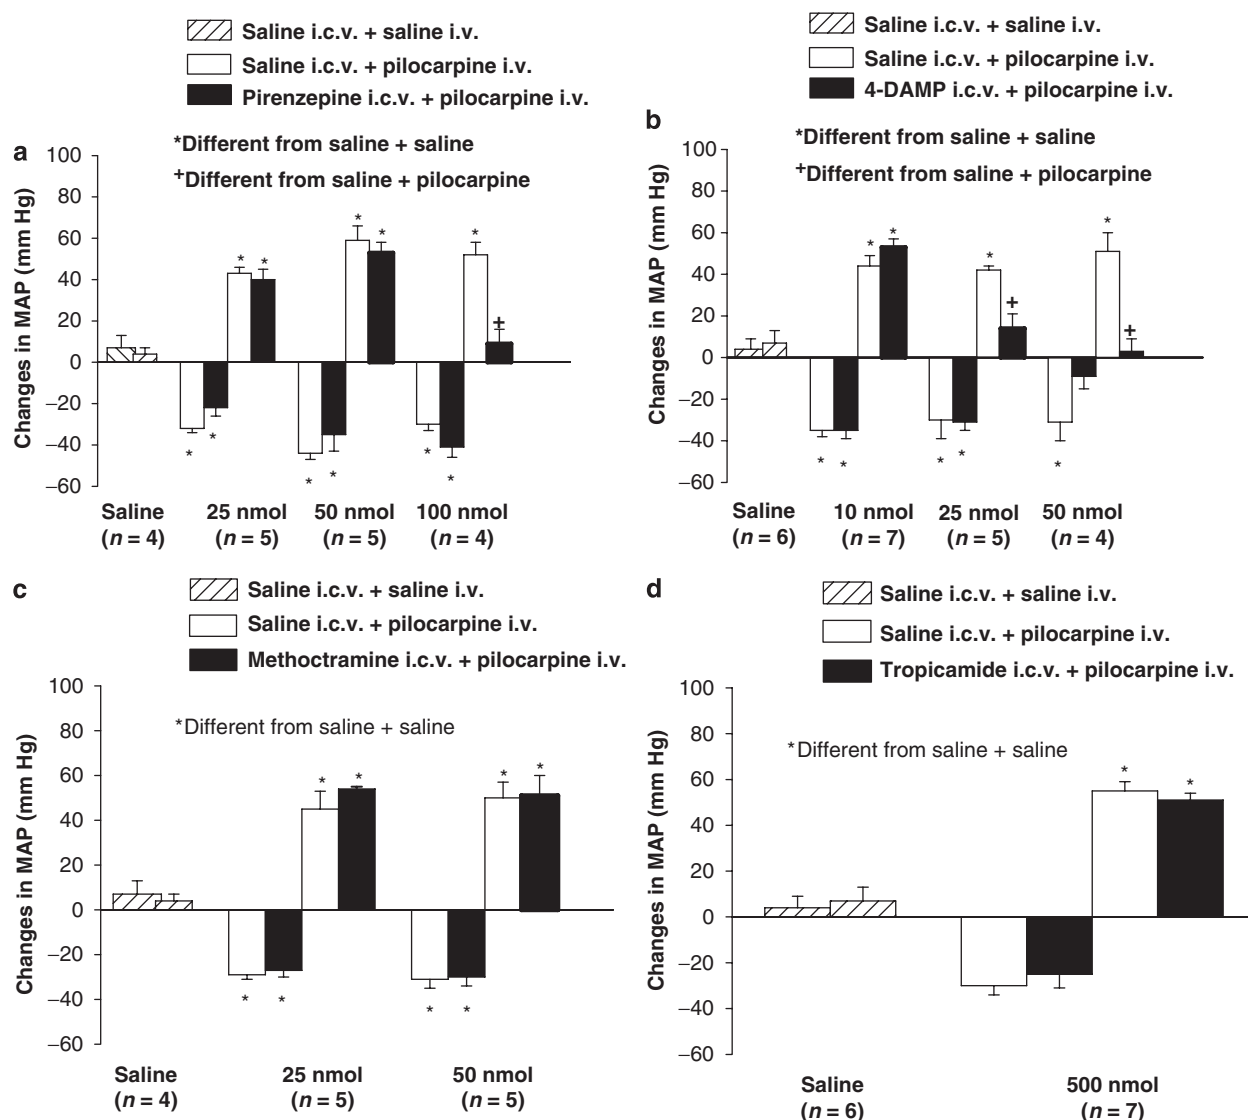 Saline i.c.v. + saline i.v.
Saline i.c.v. + pilocarpine i.v.
Pirenzepine i.c.v. + pilocarpine i.v.
a
*Different from saline + saline
+Different from saline + pilocarpine
Changes in MAP (mm Hg)
100
80
60
40
20
0
−20
−40
−60
* * * * * +
* * * * * *
Saline 25 nmol 50 nmol 100 nmol
(n = 4) (n = 5) (n = 5) (n = 4)
Saline i.c.v. + saline i.v.
Saline i.c.v. + pilocarpine i.v.
4-DAMP i.c.v. + pilocarpine i.v.
b
*Different from saline + saline
+Different from saline + pilocarpine
Changes in MAP (mm Hg)
100
80
60
40
20
0
−20
−40
−60
* * * + * +
* * * * *
Saline 10 nmol 25 nmol 50 nmol
(n = 6) (n = 7) (n = 5) (n = 4)
c
Saline i.c.v. + saline i.v.
Saline i.c.v. + pilocarpine i.v.
Methoctramine i.c.v. + pilocarpine i.v.
*Different from saline + saline
Changes in MAP (mm Hg)
100
80
60
40
20
0
−20
−40
−60
* * * *
* * * *
Saline 25 nmol 50 nmol
(n = 4) (n = 5) (n = 5)
d
Saline i.c.v. + saline i.v.
Saline i.c.v. + pilocarpine i.v.
Tropicamide i.c.v. + pilocarpine i.v.
*Different from saline + saline
Changes in MAP (mm Hg)
100
80
60
40
20
0
−20
−40
−60
* *
Saline 500 nmol
(n = 6) (n = 7)